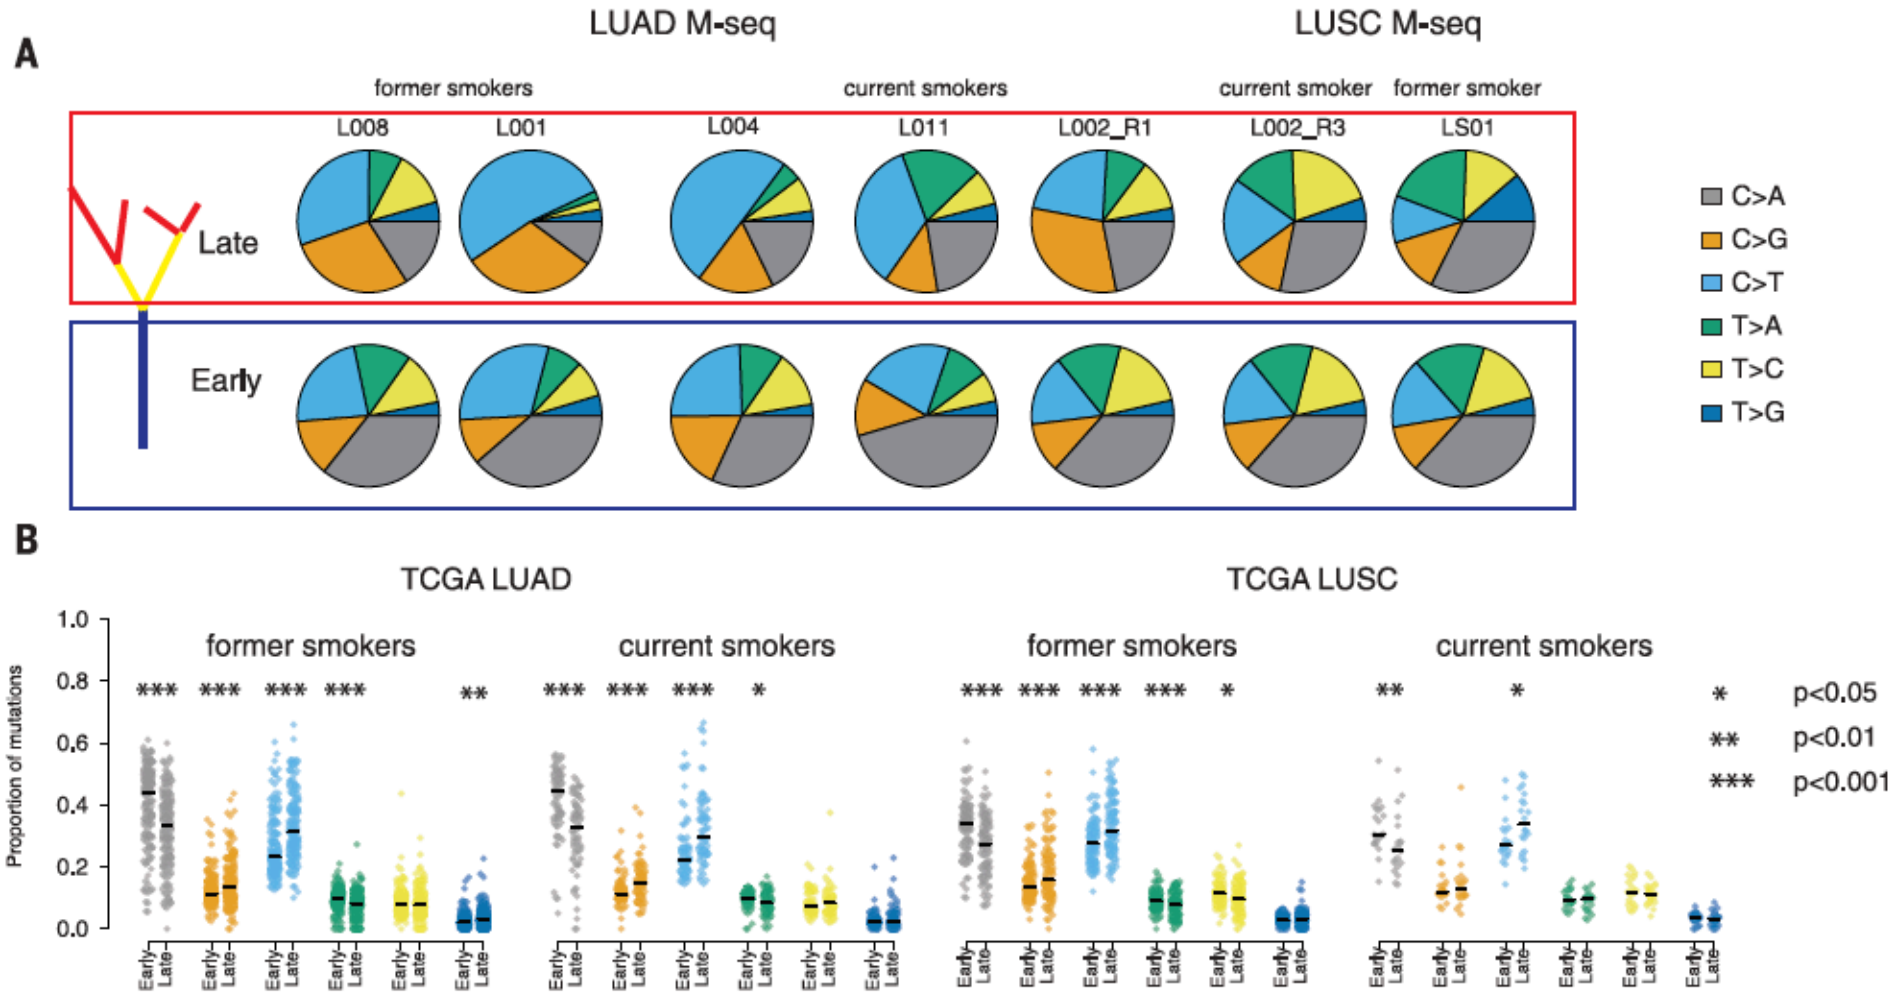 A
LUAD M-seq
LUSC M-seq
former smokers
current smokers
current smoker
former smoker
L008
L001
L004
L011
L002_R1
L002_R3
LS01
Late
Early
C>A
C>G
C>T
T>A
T>C
T>G
B
TCGA LUAD
TCGA LUSC
former smokers
current smokers
former smokers
current smokers
Proportion of mutations
1.0
0.8
0.6
0.4
0.2
0.0
*** *** *** *** **
*** *** *** *
*** *** *** *** *
** *
* p<0.05
** p<0.01
*** p<0.001
Early Late Early Late Early Late Early Late Early Late Early Late
Early Late Early Late Early Late Early Late Early Late Early Late
Early Late Early Late Early Late Early Late Early Late Early Late
Early Late Early Late Early Late Early Late Early Late Early Late